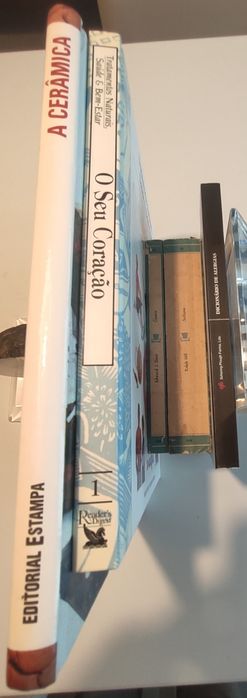 A CERÂMICA
EDITORIAL ESTAMPA
Tratamentos Naturais,
Saúde & Bem-Estar
O Seu Coração
1
Reader's
Digest
DICIONÁRIO DE ALERGIAS